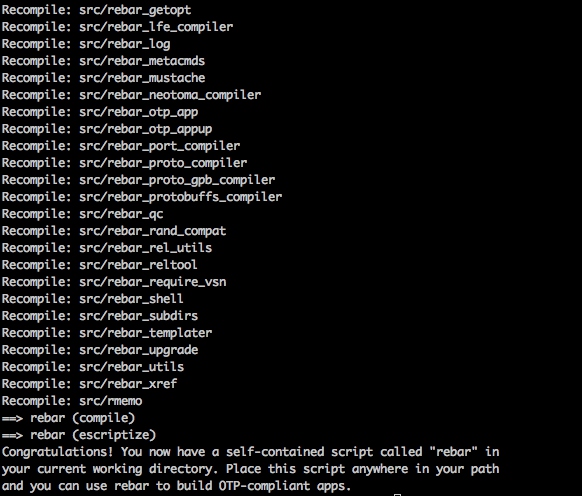 Recompile: src/rebar_getopt
Recompile: src/rebar_lfe_compiler
Recompile: src/rebar_log
Recompile: src/rebar_metacmds
Recompile: src/rebar_mustache
Recompile: src/rebar_neotoma_compiler
Recompile: src/rebar_otp_app
Recompile: src/rebar_otp_appup
Recompile: src/rebar_port_compiler
Recompile: src/rebar_proto_compiler
Recompile: src/rebar_proto_gpb_compiler
Recompile: src/rebar_protobuffs_compiler
Recompile: src/rebar_qc
Recompile: src/rebar_rand_compat
Recompile: src/rebar_rel_utils
Recompile: src/rebar_reltool
Recompile: src/rebar_require_vsn
Recompile: src/rebar_shell
Recompile: src/rebar_subdirs
Recompile: src/rebar_templater
Recompile: src/rebar_upgrade
Recompile: src/rebar_utils
Recompile: src/rebar_xref
Recompile: src/rmemo
==> rebar (compile)
==> rebar (escriptize)
Congratulations! You now have a self-contained script called "rebar" in
your current working directory. Place this script anywhere in your path
and you can use rebar to build OTP-compliant apps.